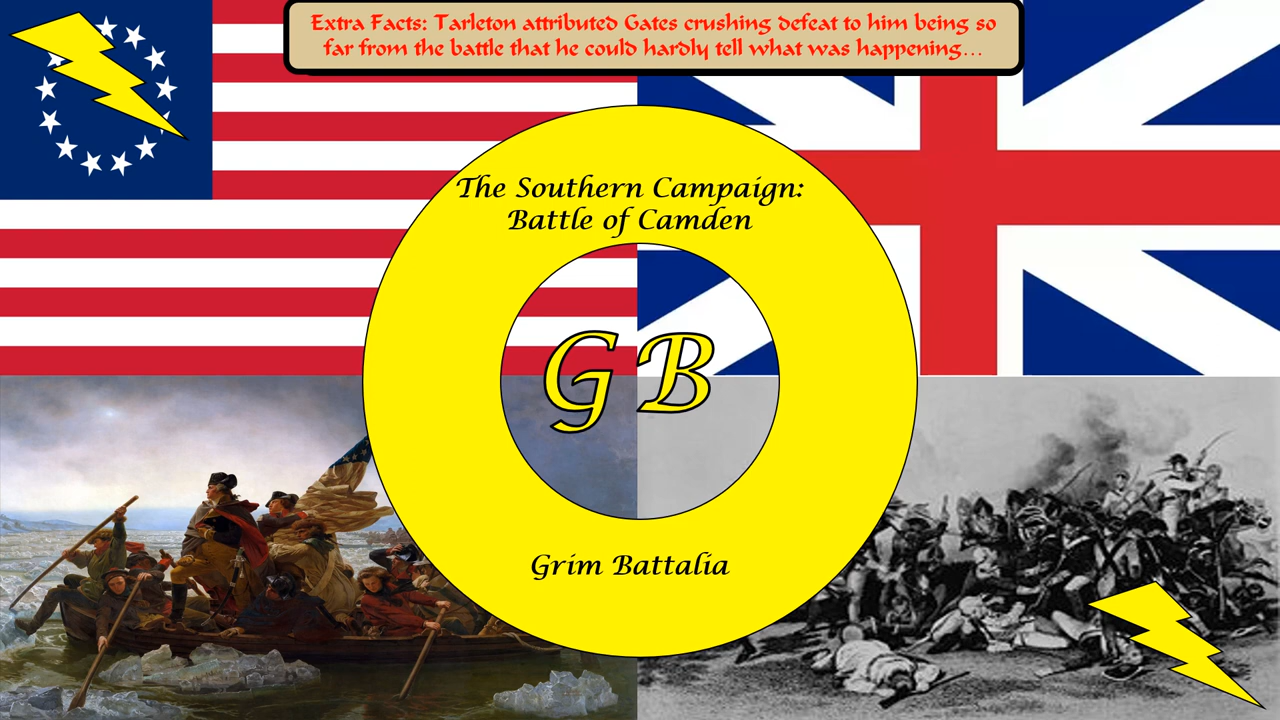 Extra Facts: Tarleton attributed Gates crushing defeat to him being so
far from the battle that he could hardly tell what was happening...
The Southern Campaign:
Battle of Camden
G B
Grim Battalia